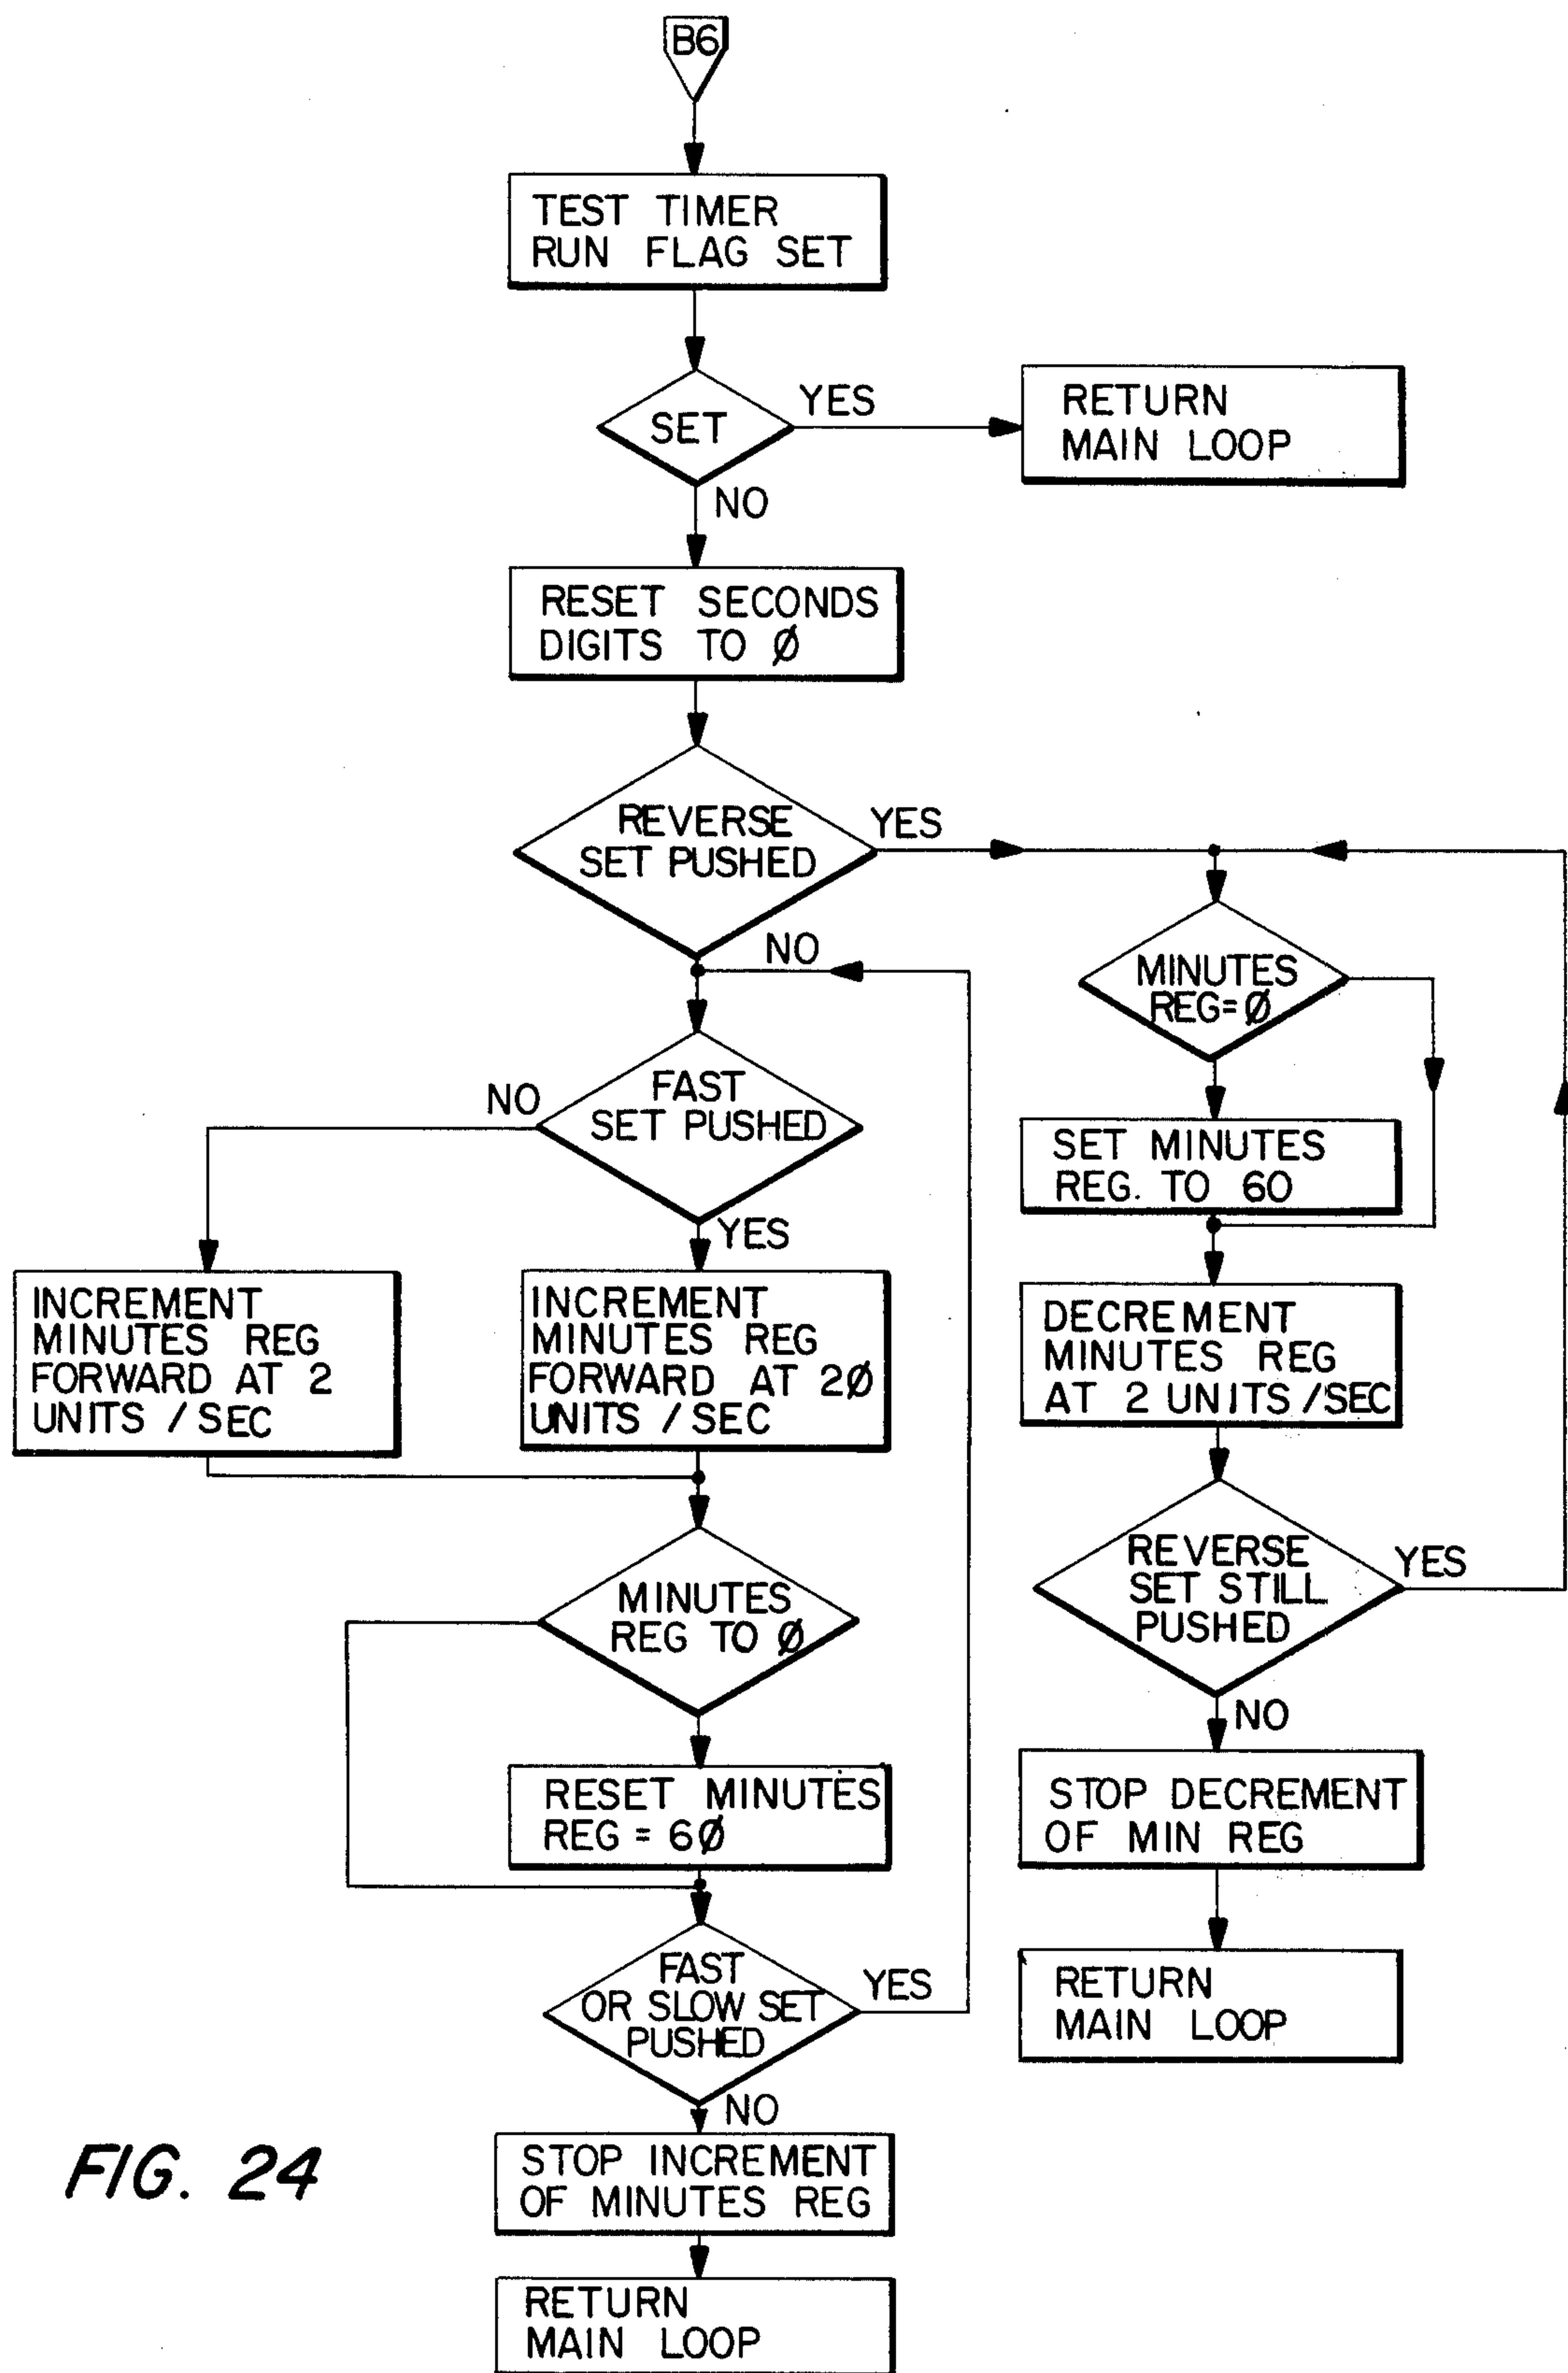 B6
TEST TIMER
RUN FLAG SET
SET
YES
RETURN
MAIN LOOP
NO
RESET SECONDS
DIGITS TO Ø
REVERSE
SET PUSHED
YES
NO
MINUTES
REG=Ø
FAST
SET PUSHED
NO
YES
SET MINUTES
REG. TO 60
INCREMENT
MINUTES REG
FORWARD AT 2
UNITS / SEC
INCREMENT
MINUTES REG
FORWARD AT 2Ø
UNITS / SEC
DECREMENT
MINUTES REG
AT 2 UNITS /SEC
MINUTES
REG TO Ø
REVERSE
SET STILL
PUSHED
YES
NO
RESET MINUTES
REG = 6Ø
STOP DECREMENT
OF MIN REG
FAST
OR SLOW SET
PUSHED
YES
NO
RETURN
MAIN LOOP
STOP INCREMENT
OF MINUTES REG
RETURN
MAIN LOOP
FIG. 24